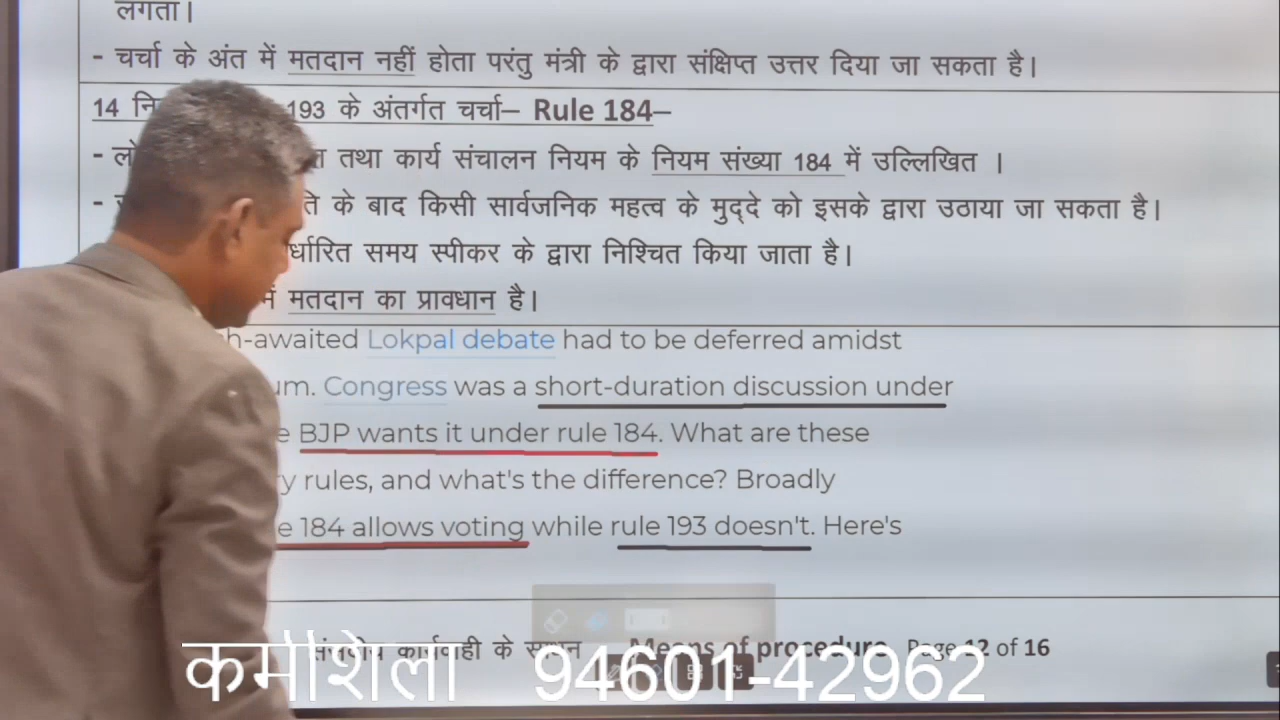 लगता।
- चर्चा के अंत में मतदान नहीं होता परंतु मंत्री के द्वारा संक्षिप्त उत्तर दिया जा सकता है।
14 नि 193 के अंतर्गत चर्चा– Rule 184–
- लो तथा कार्य संचालन नियम के नियम संख्या 184 में उल्लिखित ।
- के बाद किसी सार्वजनिक महत्व के मुद्दे को इसके द्वारा उठाया जा सकता है।
र्धारित समय स्पीकर के द्वारा निश्चित किया जाता है।
में मतदान का प्रावधान है।
h-awaited Lokpal debate had to be deferred amidst
um. Congress was a short-duration discussion under
e BJP wants it under rule 184. What are these
ry rules, and what's the difference? Broadly
e 184 allows voting while rule 193 doesn't. Here's
संसदीय कार्यवाही के साधन Means of procedure Page 12 of 16
कर्माशिला 94601-42962